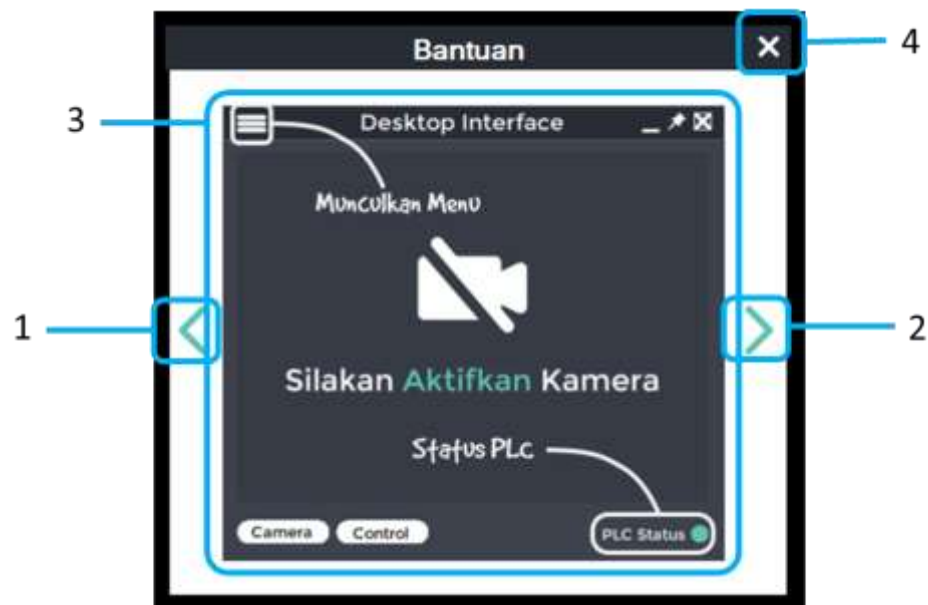 4
Bantuan
3
Desktop Interface
Munculkan Menu
1
2
Silakan Aktifkan Kamera
Status PLC
Camera
Control
PLC Status